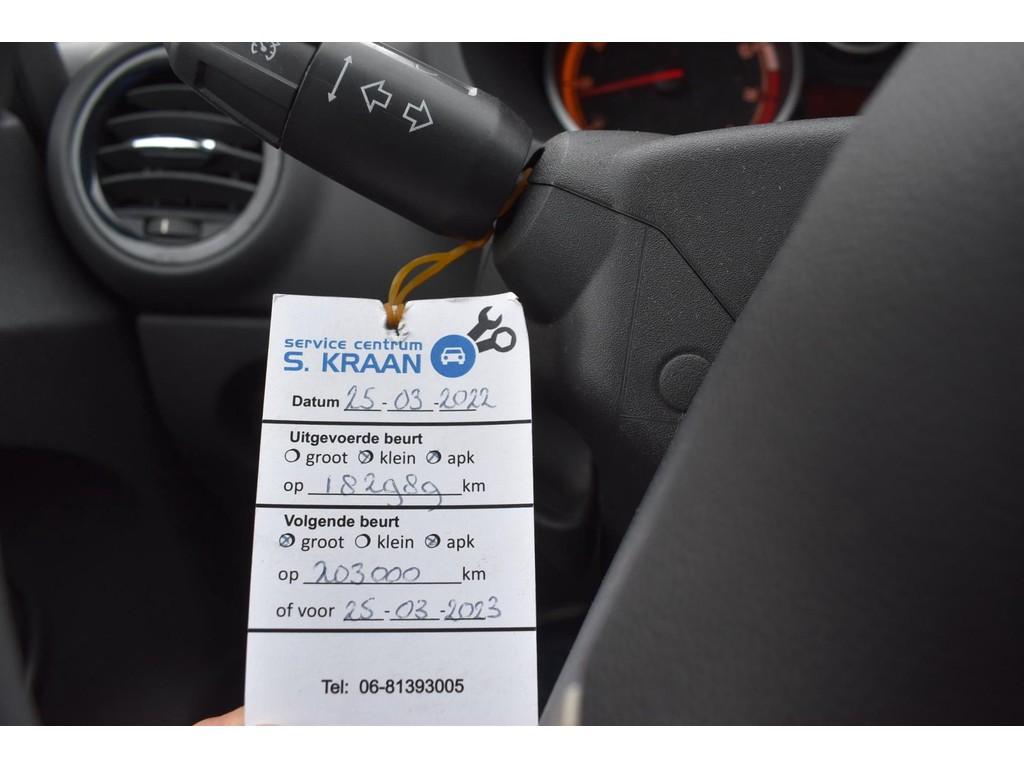 service centrum
S. KRAAN
Datum 25-03-2022
Uitgevoerde beurt
groot klein apk
op 182989 km
Volgende beurt
groot klein apk
op 203000 km
of voor 25-03-2023
Tel: 06-81393005